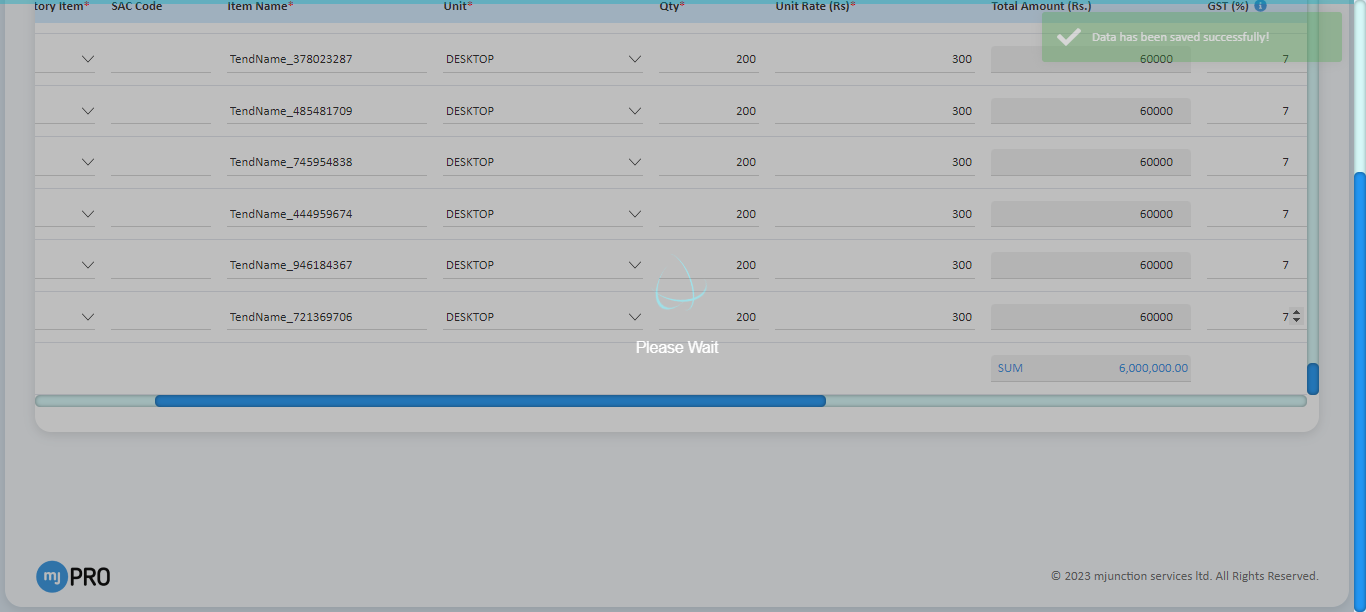 tory Item* SAC Code Item Name* Unit* Qty* Unit Rate (Rs)* Total Amount (Rs.) GST (%) i
Data has been saved successfully!
TendName_378023287 DESKTOP 200 300 60000 7
TendName_485481709 DESKTOP 200 300 60000 7
TendName_745954838 DESKTOP 200 300 60000 7
TendName_444959674 DESKTOP 200 300 60000 7
TendName_946184367 DESKTOP 200 300 60000 7
TendName_721369706 DESKTOP 200 300 60000 7
Please Wait
SUM 6,000,000.00
mj PRO
© 2023 mjunction services ltd. All Rights Reserved.